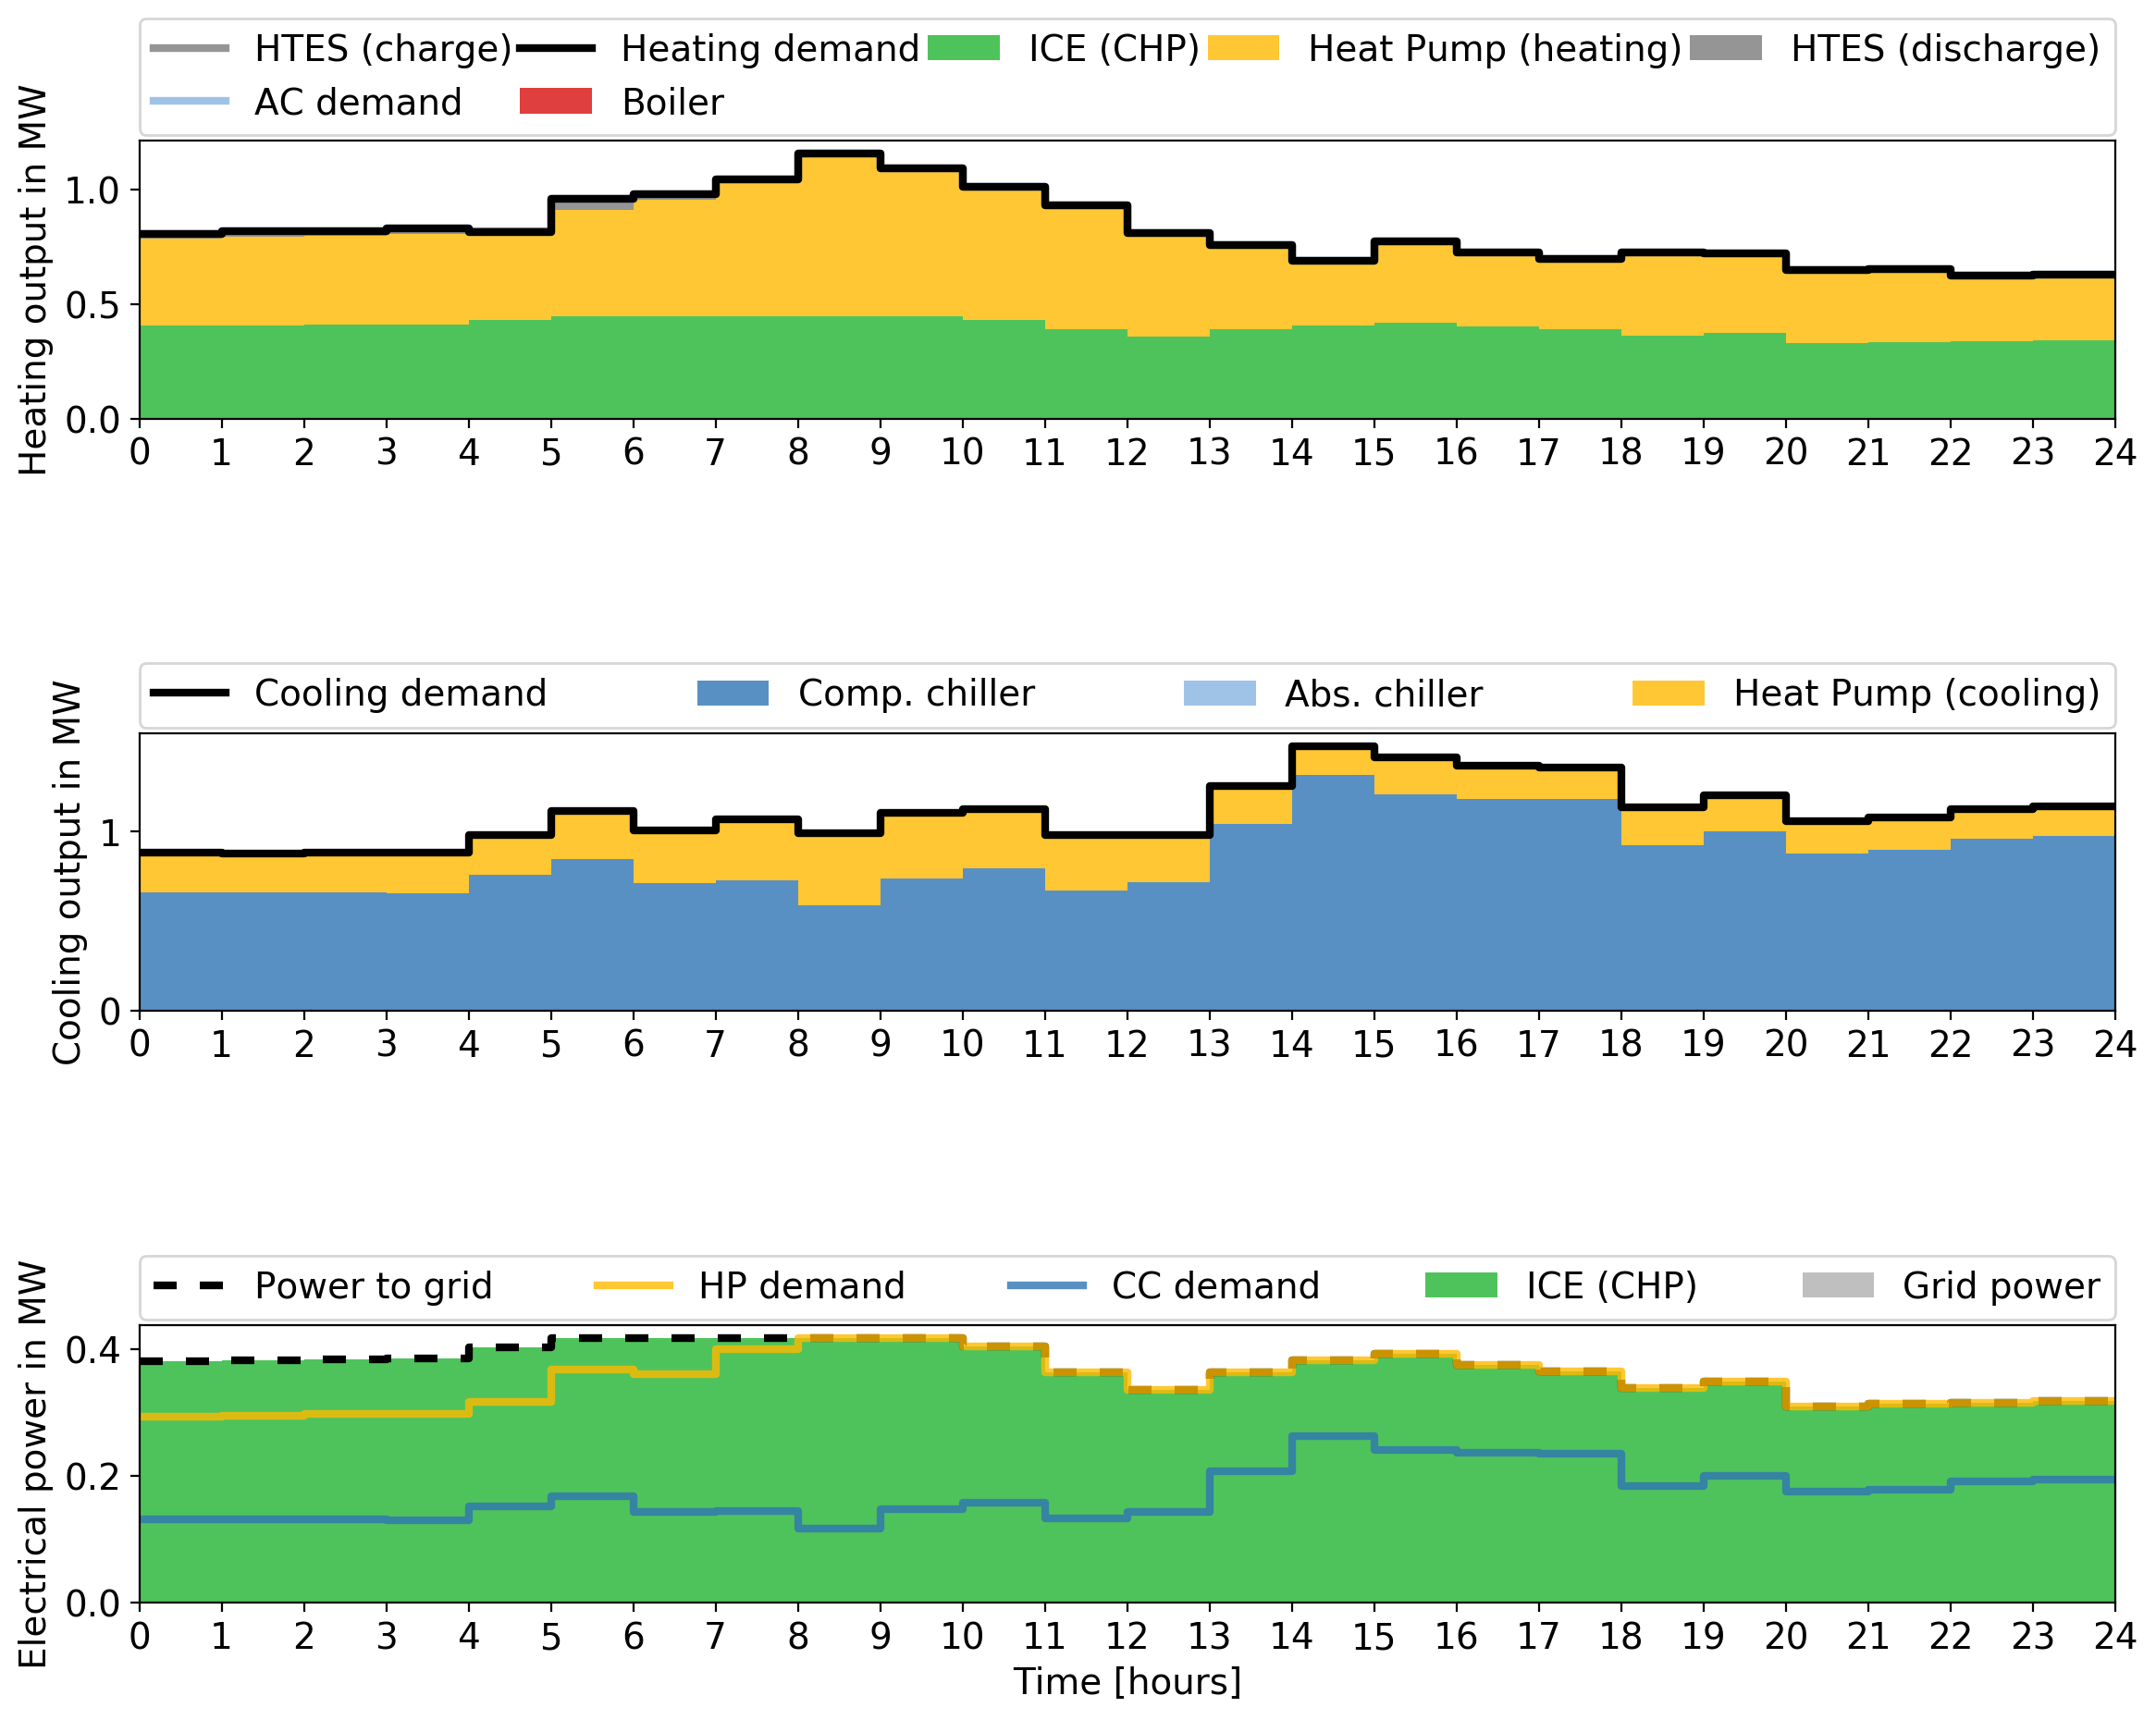 HTES (charge) Heating demand ICE (CHP) Heat Pump (heating) HTES (discharge)
AC demand Boiler
Heating output in MW
1.0
0.5
0.0
0 1 2 3 4 5 6 7 8 9 10 11 12 13 14 15 16 17 18 19 20 21 22 23 24
Cooling demand Comp. chiller Abs. chiller Heat Pump (cooling)
Cooling output in MW
1
0
0 1 2 3 4 5 6 7 8 9 10 11 12 13 14 15 16 17 18 19 20 21 22 23 24
Power to grid HP demand CC demand ICE (CHP) Grid power
Electrical power in MW
0.4
0.2
0.0
0 1 2 3 4 5 6 7 8 9 10 11 12 13 14 15 16 17 18 19 20 21 22 23 24
Time [hours]